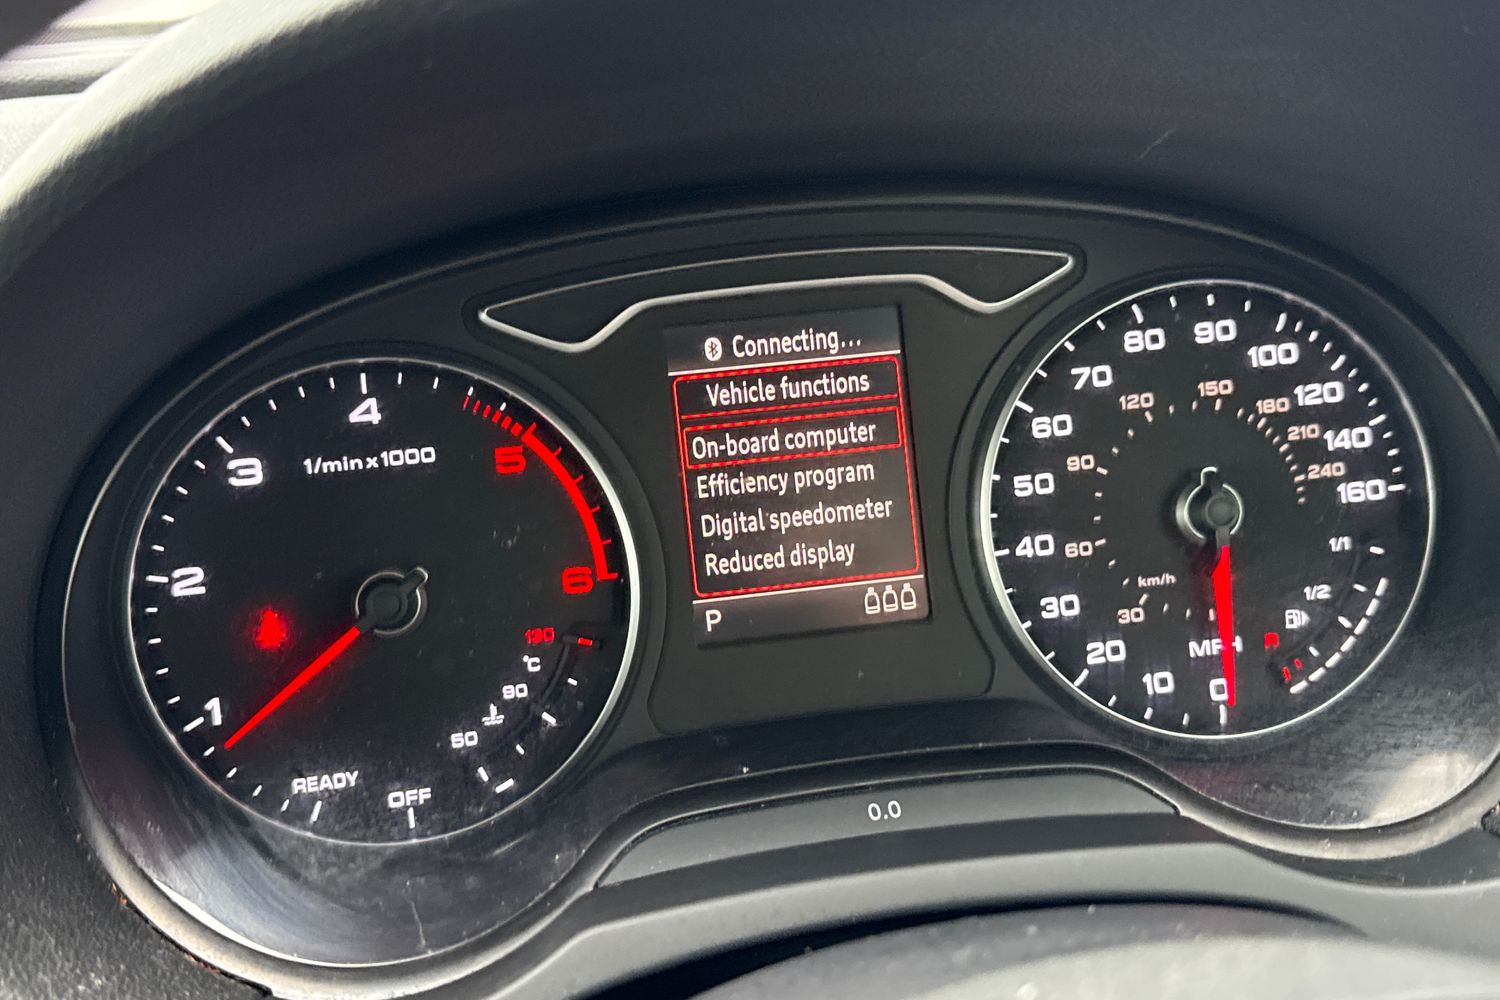 Connecting...
Vehicle functions
On-board computer
Efficiency program
Digital speedometer
Reduced display
P
1/min x 1000
READY
OFF
1
2
3
4
5
6
130
°C
90
50
MPH
0
10
20
30
40
50
60
70
80
90
100
120
140
160
km/h
30
60
90
120
150
180
210
240
1/1
1/2
R
0.0